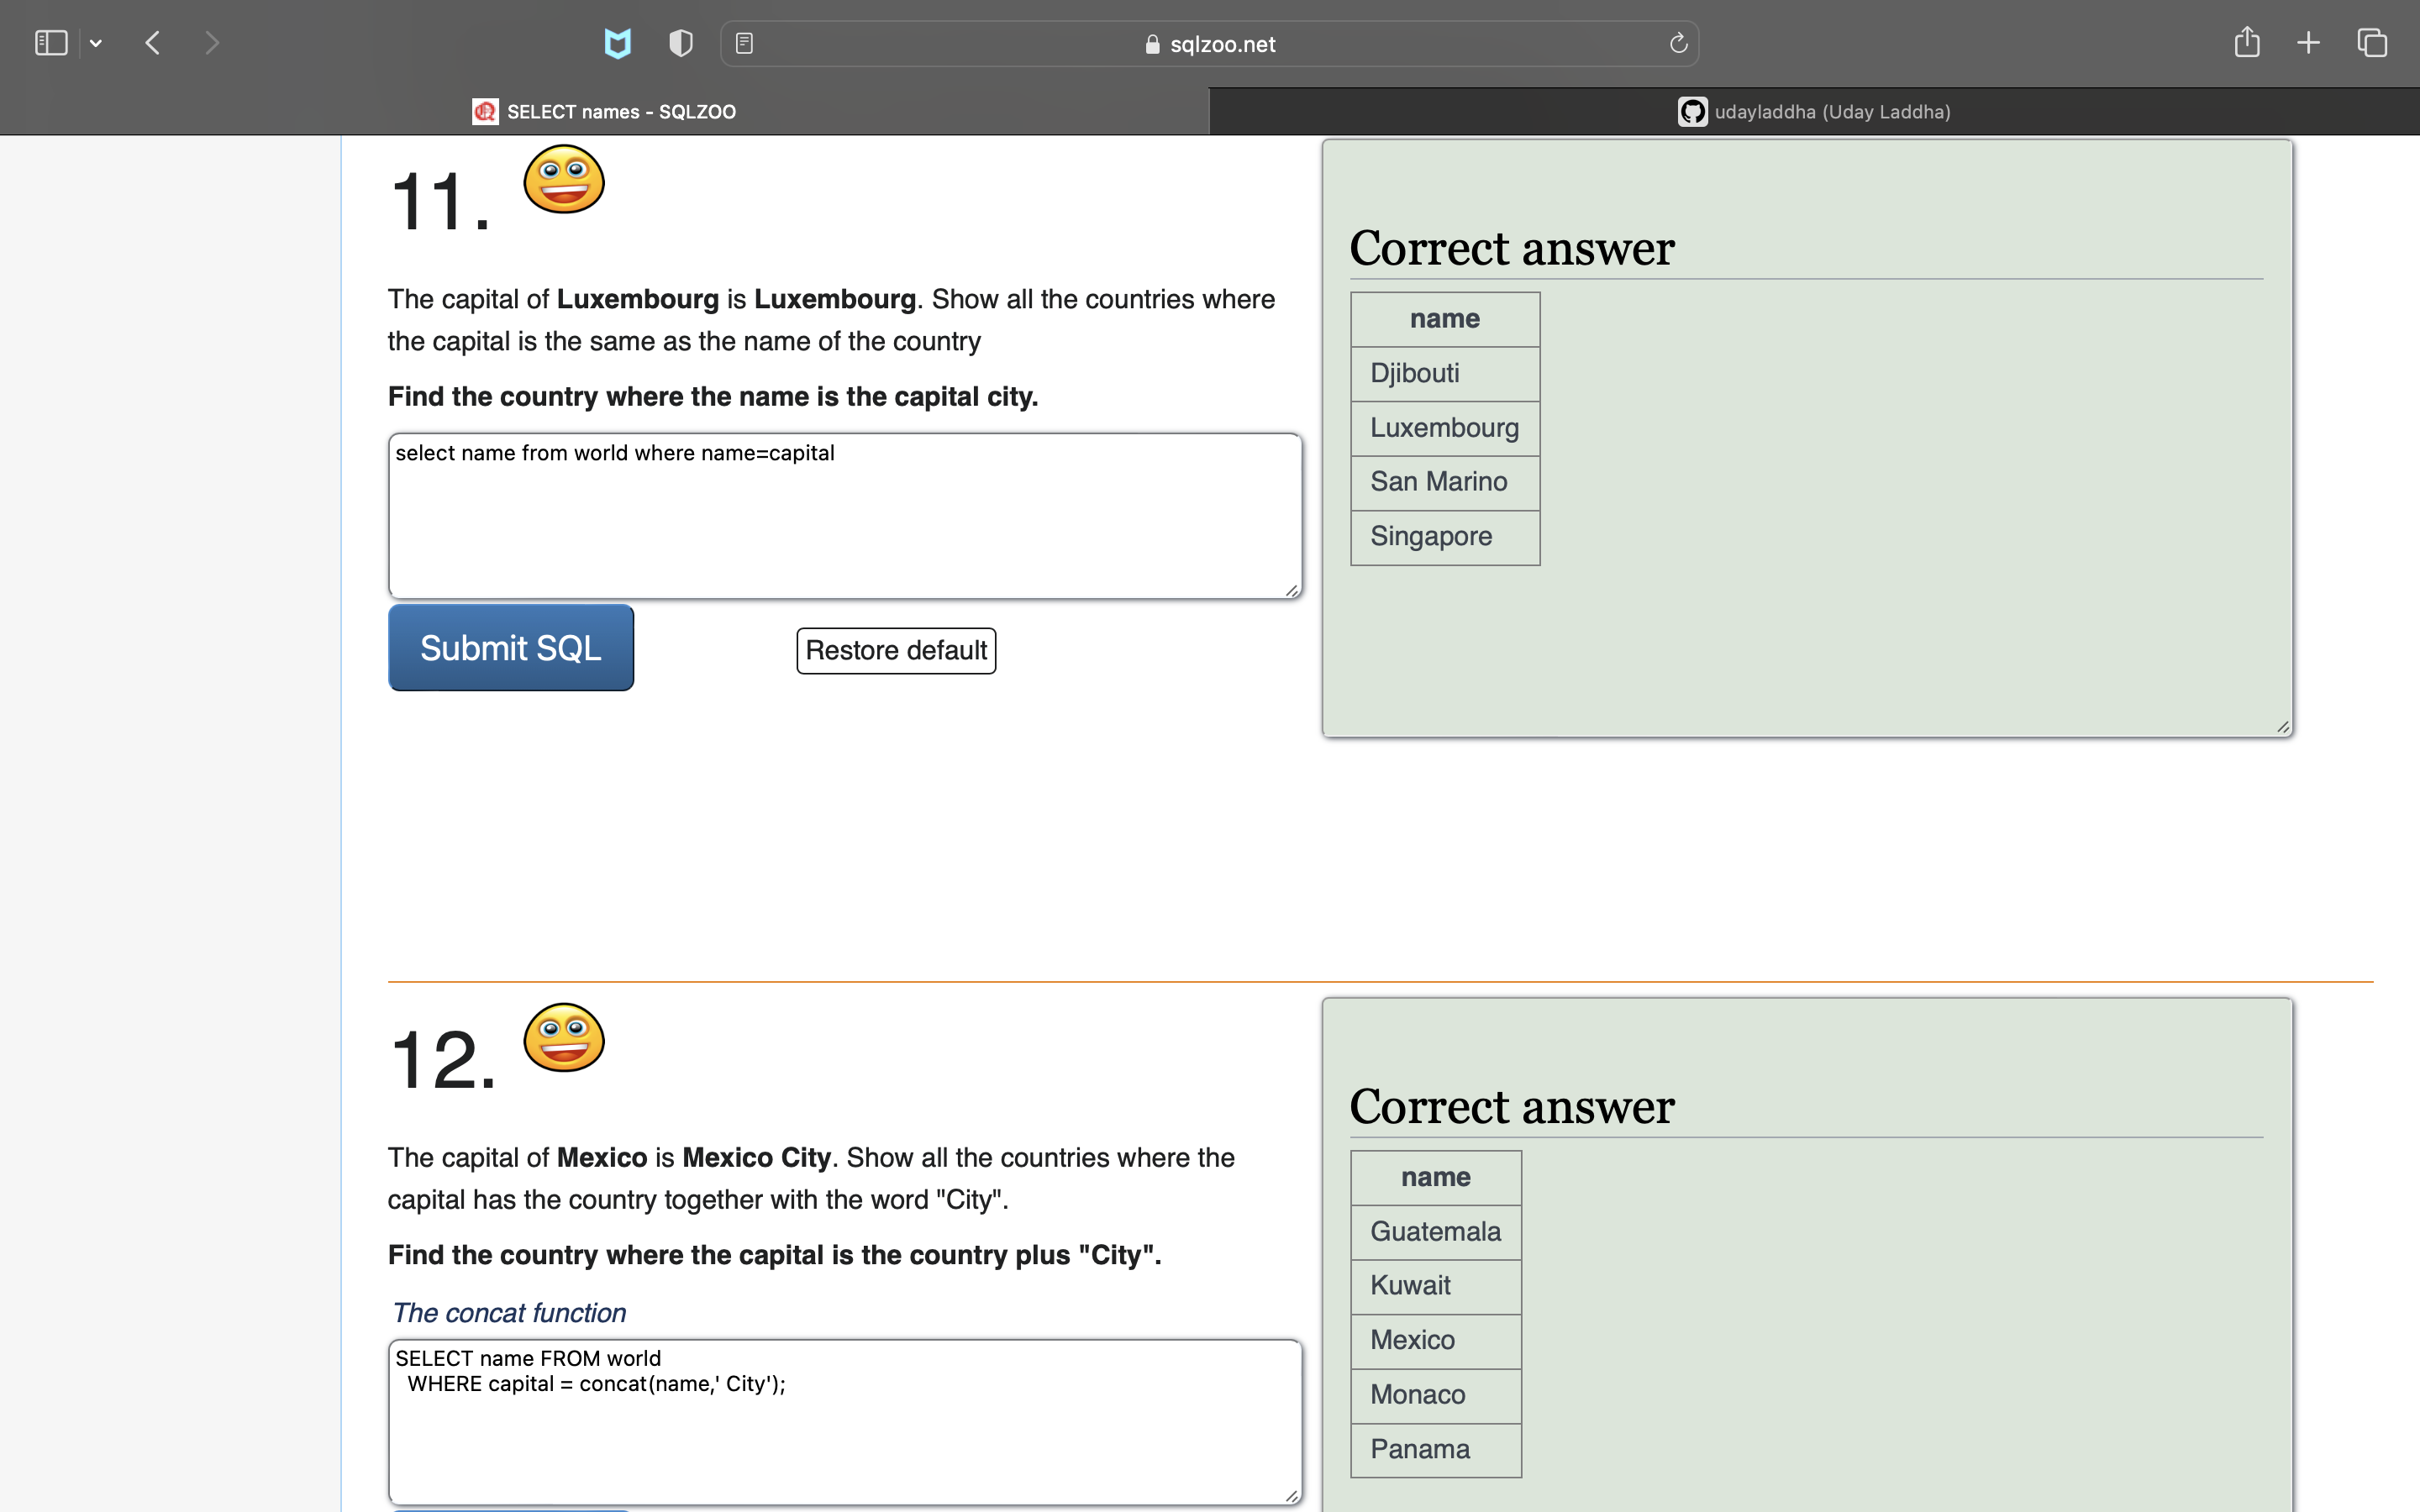 sqlzoo.net
SELECT names - SQLZOO
udayladdha (Uday Laddha)
11.
The capital of Luxembourg is Luxembourg. Show all the countries where
the capital is the same as the name of the country
Find the country where the name is the capital city.
select name from world where name=capital
Submit SQL
Restore default
Correct answer
name
Djibouti
Luxembourg
San Marino
Singapore
12.
The capital of Mexico is Mexico City. Show all the countries where the
capital has the country together with the word "City".
Find the country where the capital is the country plus "City".
The concat function
SELECT name FROM world
WHERE capital = concat(name,' City');
Correct answer
name
Guatemala
Kuwait
Mexico
Monaco
Panama